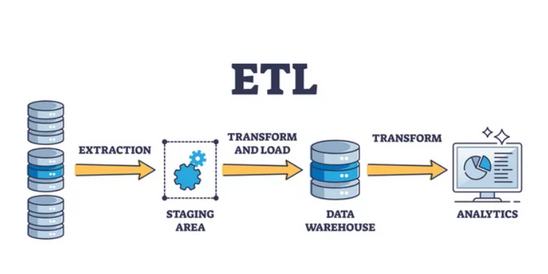 ETL
EXTRACTION
TRANSFORM
AND LOAD
TRANSFORM
STAGING
AREA
DATA
WAREHOUSE
ANALYTICS